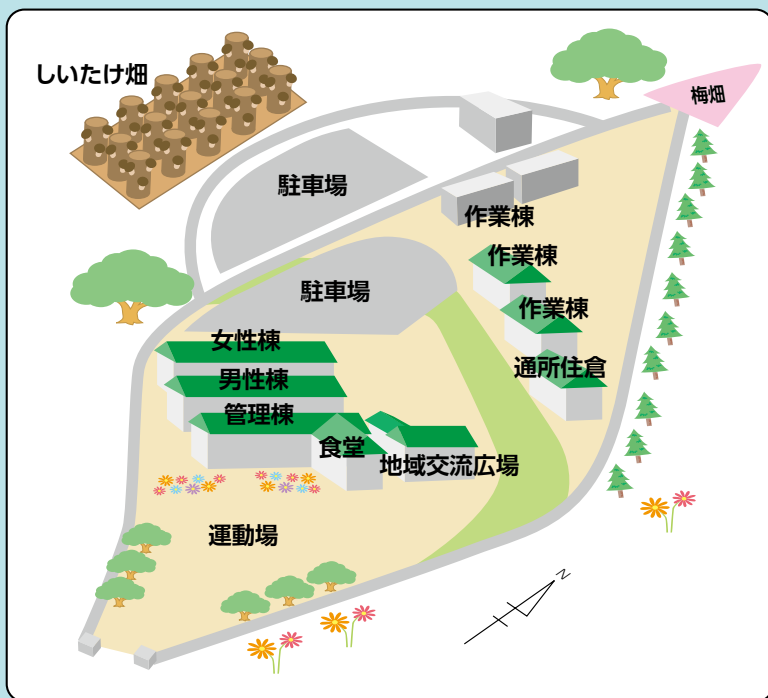 しいたけ畑
梅畑
駐車場
作業棟
作業棟
駐車場
作業棟
女性棟
通所住倉
男性棟
管理棟
食堂
地域交流広場
運動場
N